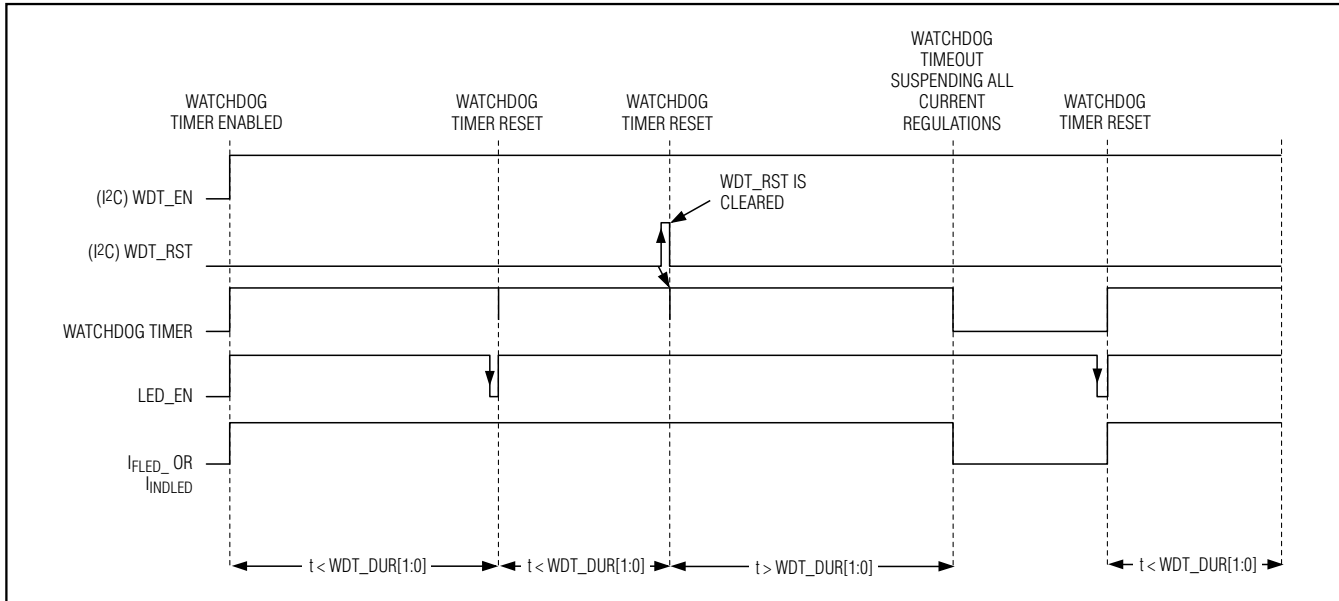 WATCHDOG
TIMER ENABLED
WATCHDOG
TIMER RESET
WATCHDOG
TIMER RESET
WATCHDOG
TIMEOUT
SUSPENDING ALL
CURRENT
REGULATIONS
WATCHDOG
TIMER RESET
(I²C) WDT_EN
WDT_RST IS
CLEARED
(I²C) WDT_RST
WATCHDOG TIMER
LED_EN
IFLED_ OR
IINDLED
t < WDT_DUR[1:0]
t < WDT_DUR[1:0]
t > WDT_DUR[1:0]
t < WDT_DUR[1:0]